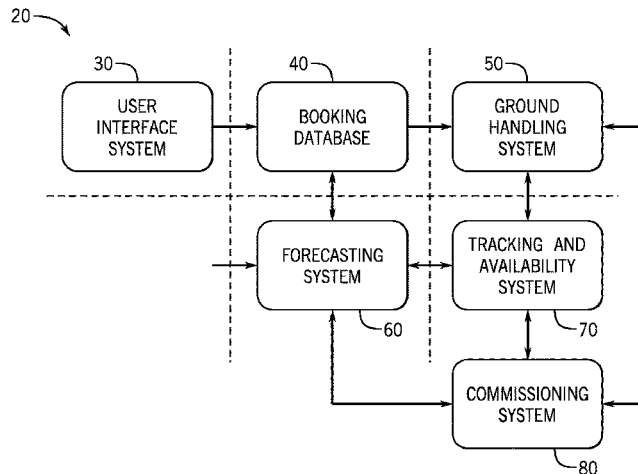 20
30
40
50
USER
INTERFACE
SYSTEM
BOOKING
DATABASE
GROUND
HANDLING
SYSTEM
FORECASTING
SYSTEM
TRACKING AND
AVAILABILITY
SYSTEM
60
70
COMMISSIONING
SYSTEM
80